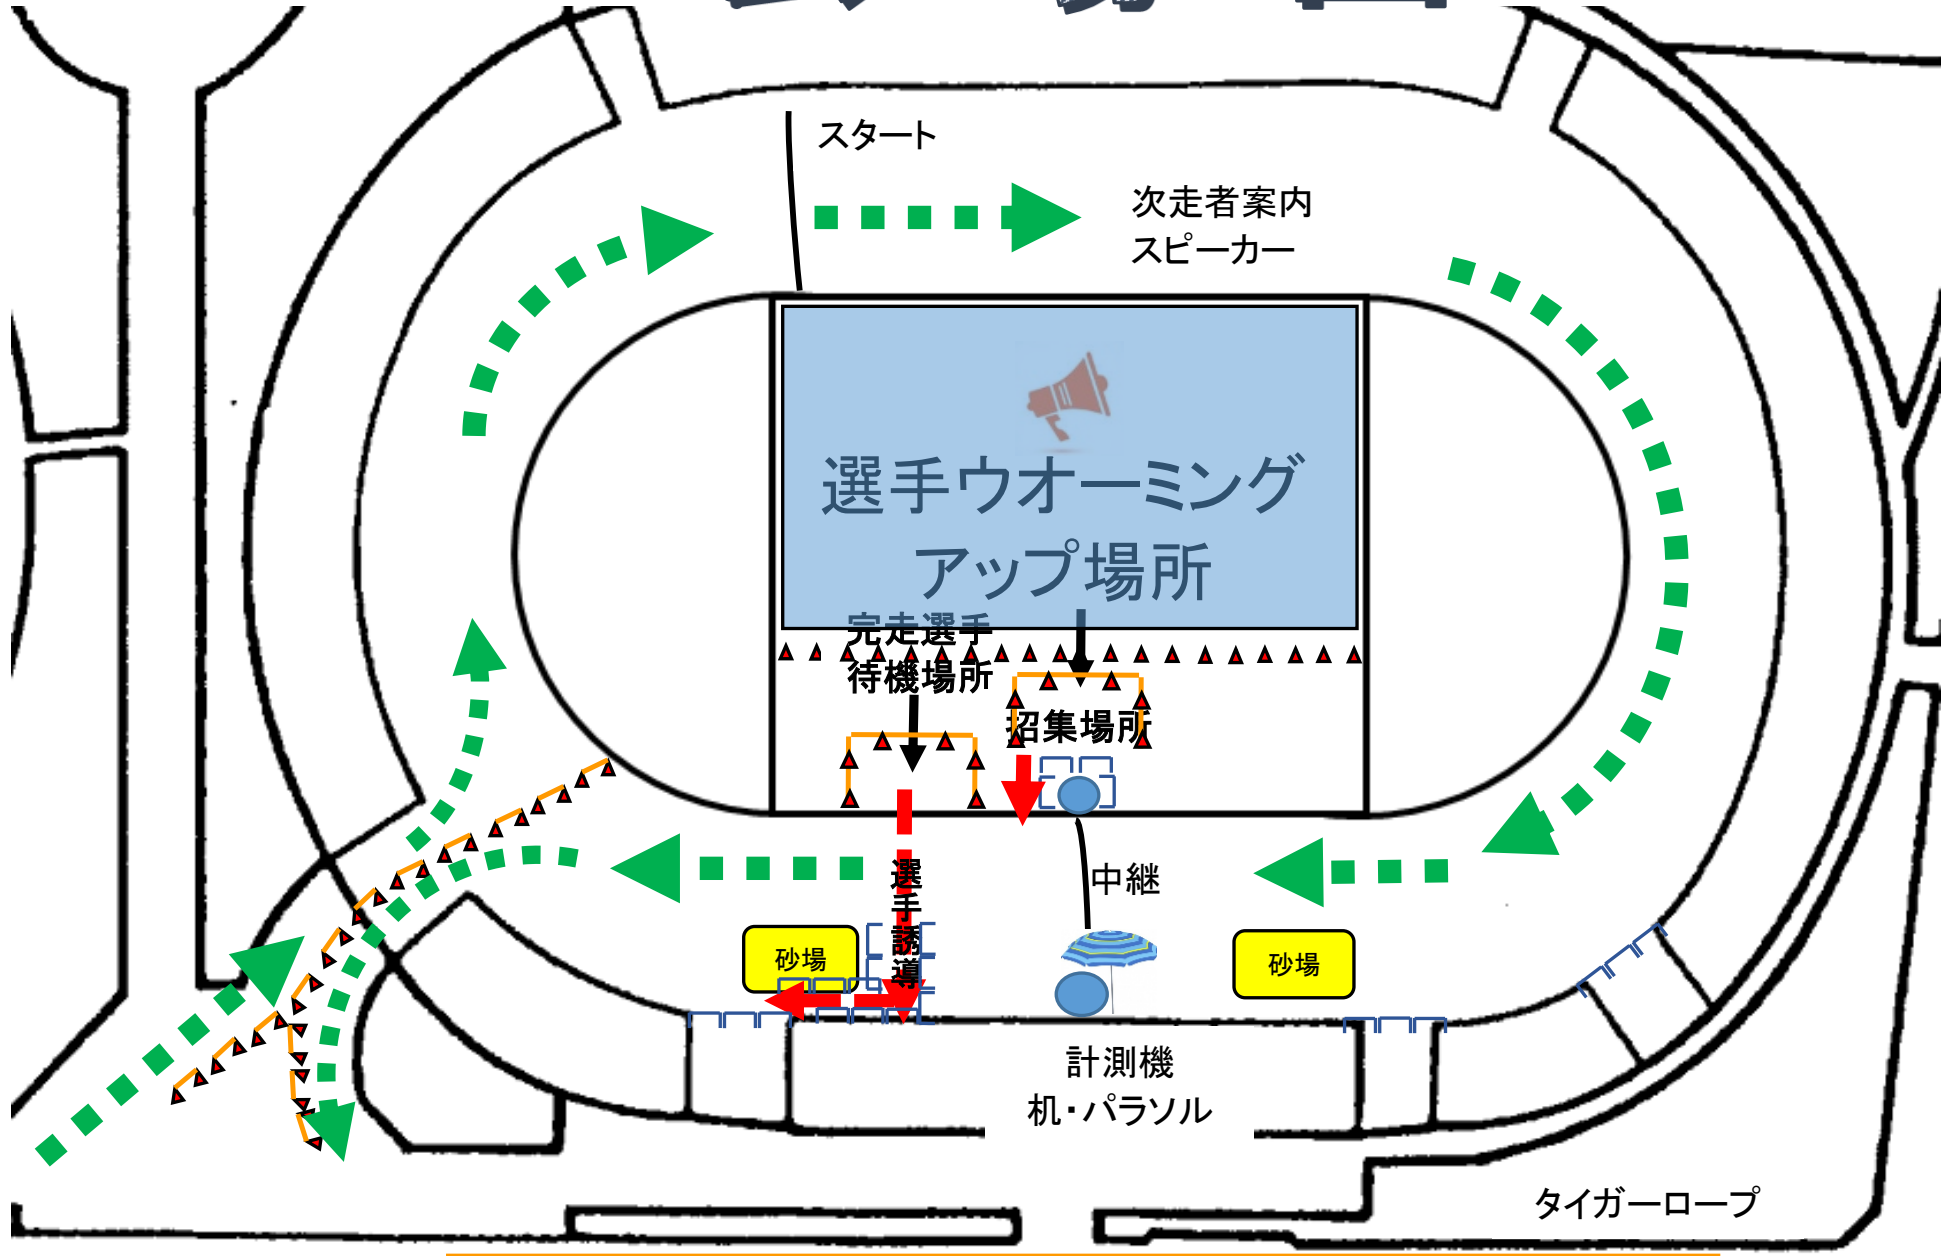 スタート
次走者案内
スピーカー
選手ウオーミング
アップ場所
完走選手
待機場所
招集場所
選手誘導
中継
砂場
砂場
計測機
机・パラソル
タイガーロープ